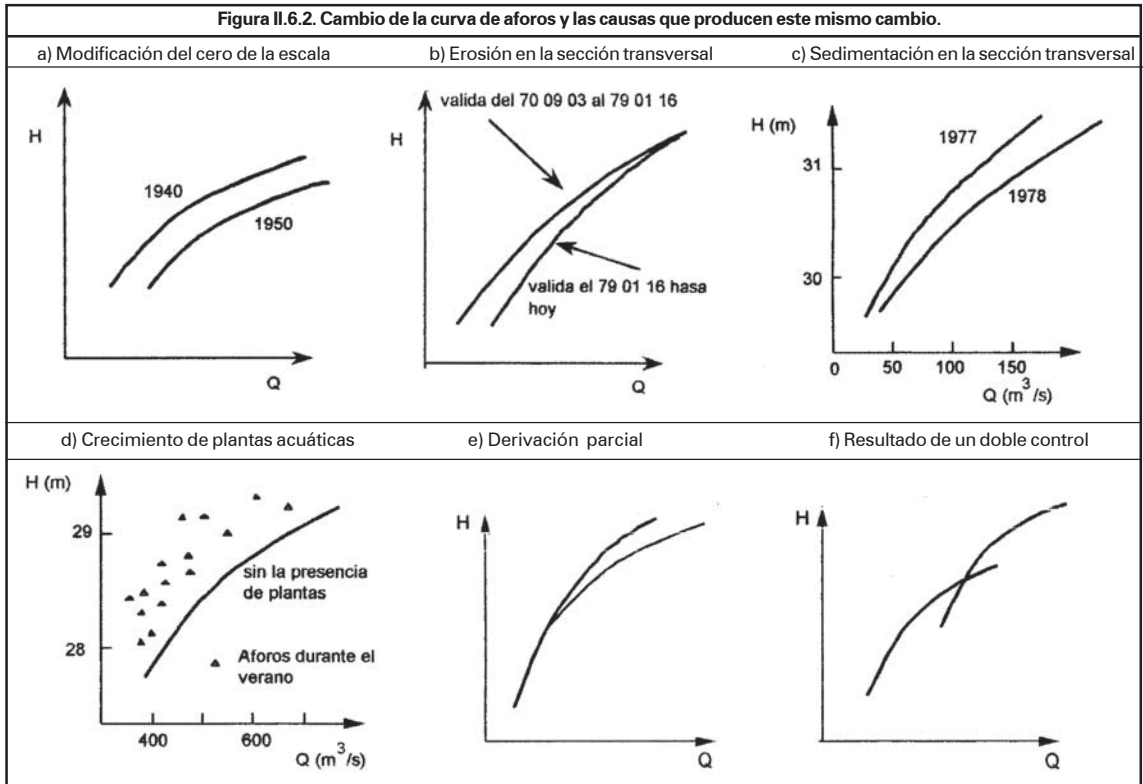 Figura II.6.2. Cambio de la curva de aforos y las causas que producen este mismo cambio.
a) Modificación del cero de la escala
H
1940
1950
Q
b) Erosión en la sección transversal
valida del 70 09 03 al 79 01 16
H
valida el 79 01 16 hasa
hoy
Q
c) Sedimentación en la sección transversal
H (m)
31
30
1977
1978
0 50 100 150
Q (m³/s)
d) Crecimiento de plantas acuáticas
H (m)
29
28
sin la presencia
de plantas
Aforos durante el
verano
400 600
Q (m³/s)
e) Derivación parcial
H
Q
f) Resultado de un doble control
H
Q